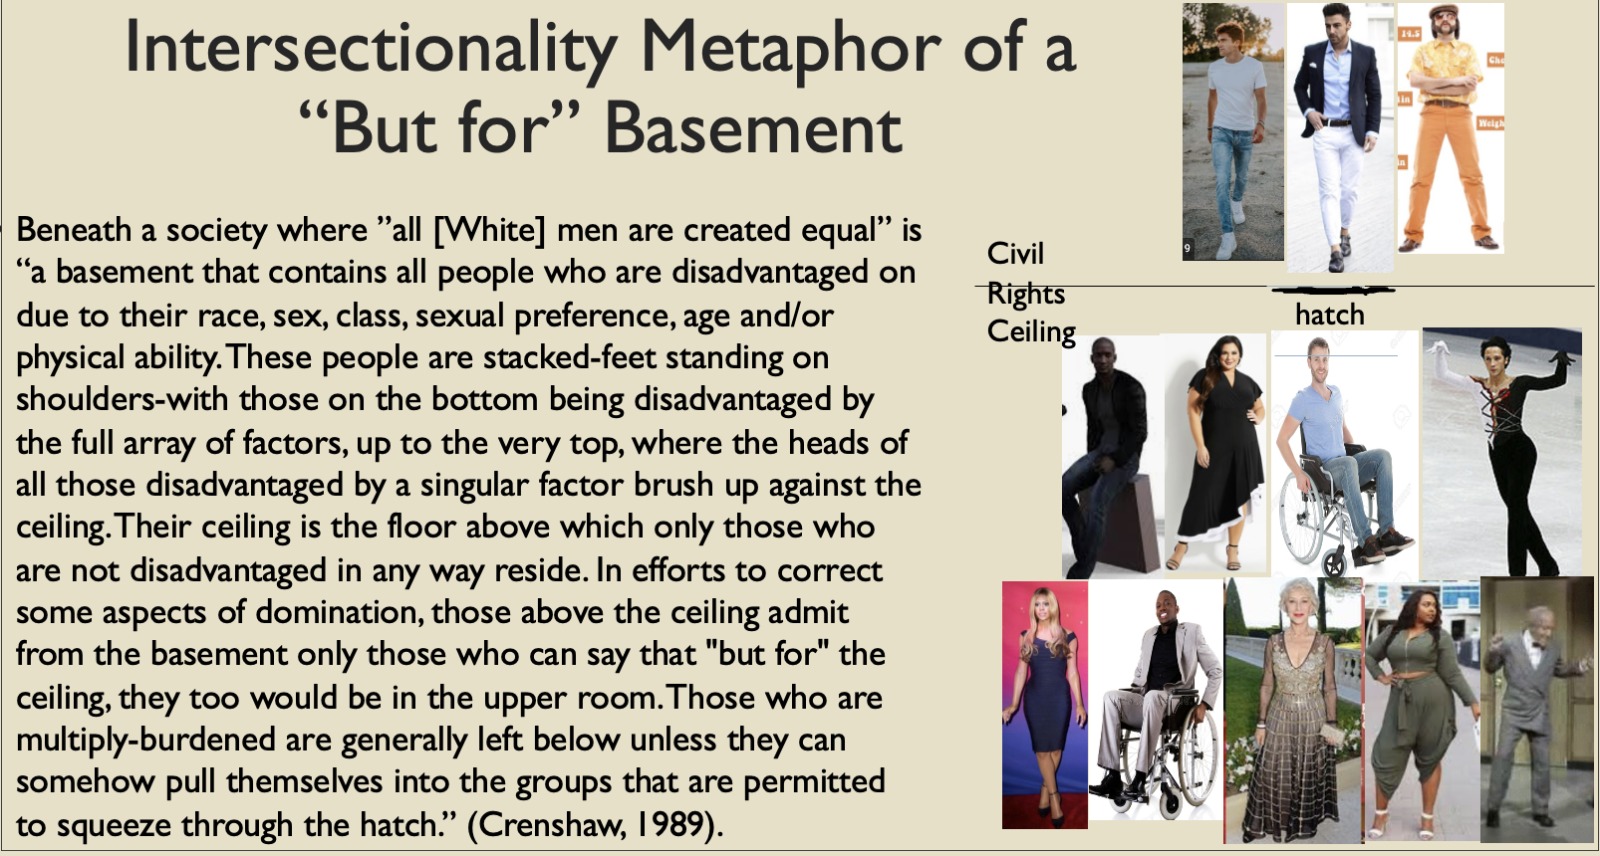 Intersectionality Metaphor of a
“But for” Basement
Beneath a society where ”all [White] men are created equal” is
“a basement that contains all people who are disadvantaged on
due to their race, sex, class, sexual preference, age and/or
physical ability. These people are stacked-feet standing on
shoulders-with those on the bottom being disadvantaged by
the full array of factors, up to the very top, where the heads of
all those disadvantaged by a singular factor brush up against the
ceiling. Their ceiling is the floor above which only those who
are not disadvantaged in any way reside. In efforts to correct
some aspects of domination, those above the ceiling admit
from the basement only those who can say that "but for" the
ceiling, they too would be in the upper room. Those who are
multiply-burdened are generally left below unless they can
somehow pull themselves into the groups that are permitted
to squeeze through the hatch.” (Crenshaw, 1989).
9
14.5
Che
in
Weigh
in
Civil
Rights
Ceiling
hatch